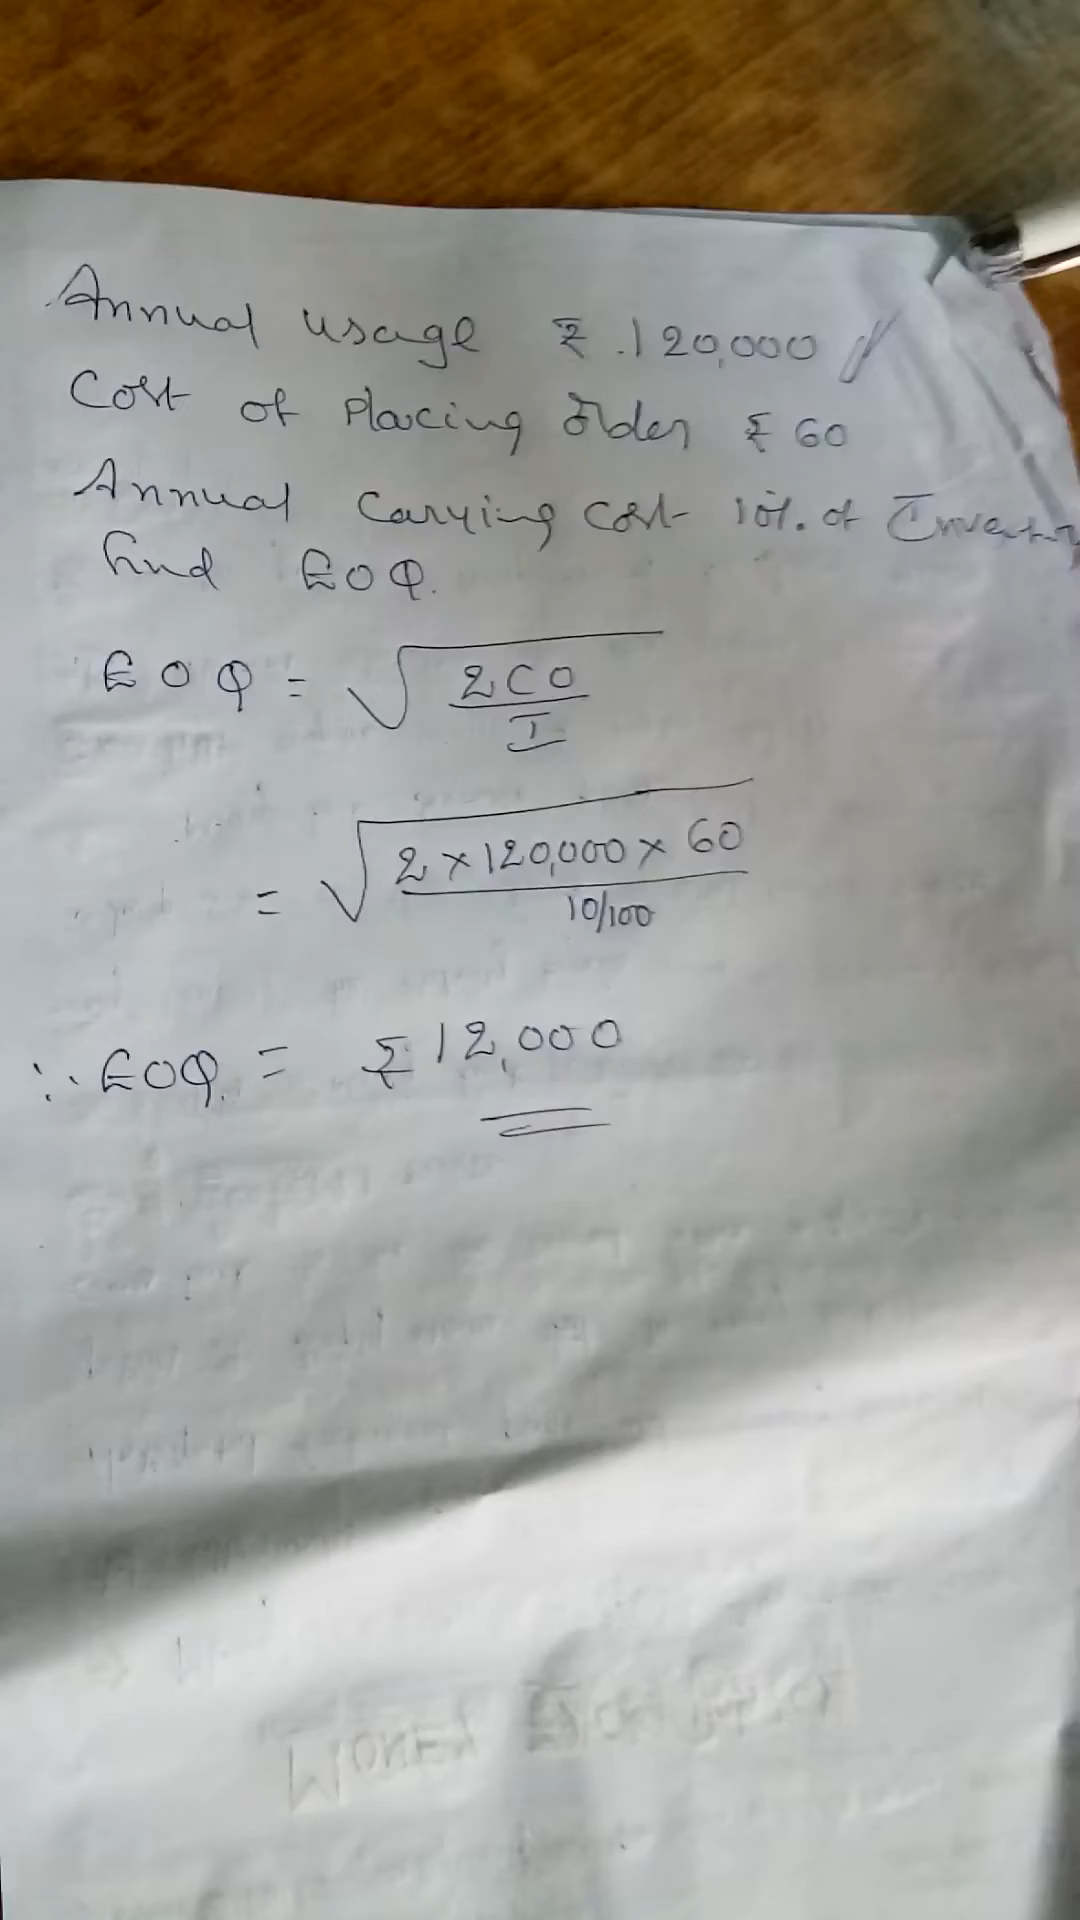 Annual usage ₹ .120,000 //
Cost of Placing Order ₹ 60
Annual Carrying Cost 10%. of
find EOQ.
EOQ = √ 2CO
I
= √ 2 × 120,000 × 60
10/100
∴ EOQ. = ₹ 12,000